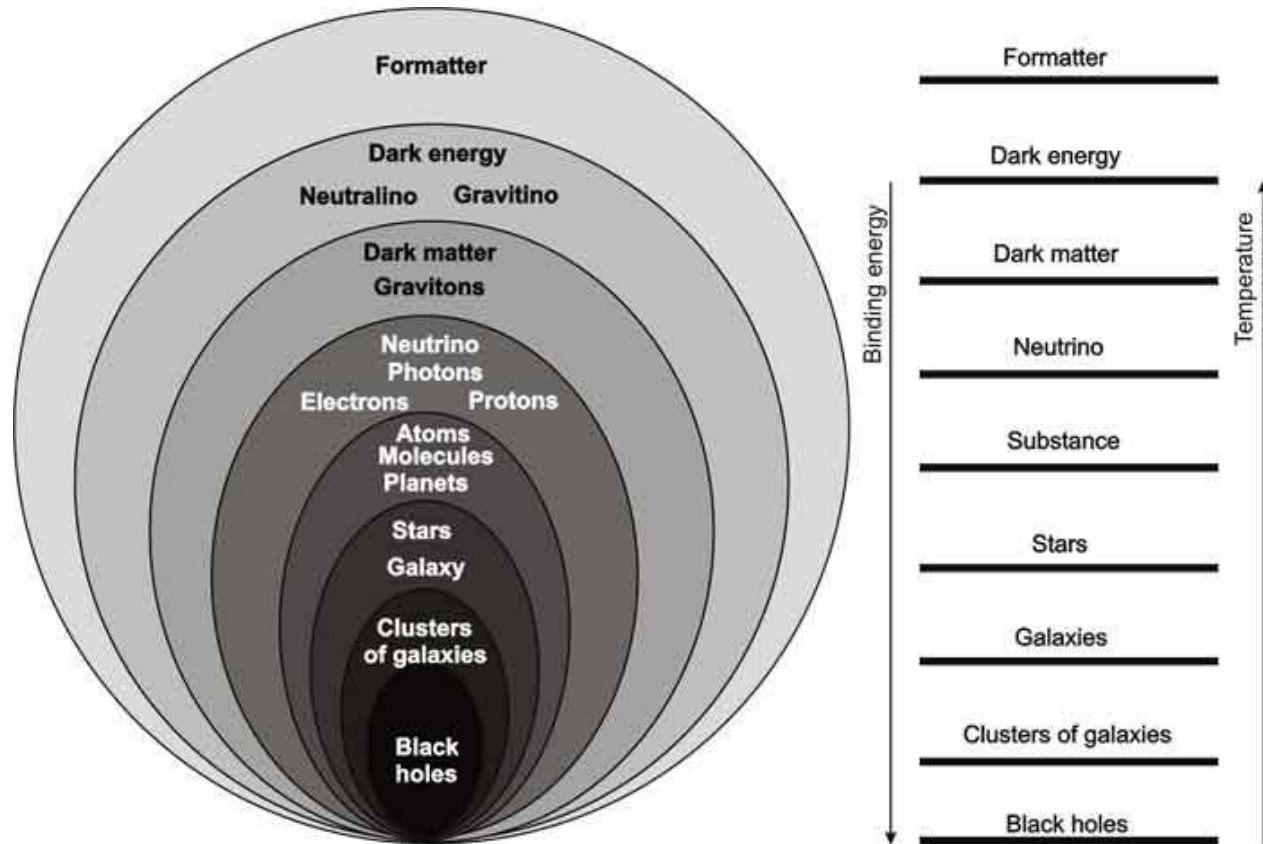 Formatter
Dark energy
Neutralino Gravitino
Dark matter
Gravitons
Neutrino
Photons
Electrons Protons
Atoms
Molecules
Planets
Stars
Galaxy
Clusters
of galaxies
Black
holes
Formatter
Dark energy
Dark matter
Neutrino
Substance
Stars
Galaxies
Clusters of galaxies
Black holes
Binding energy
Temperature